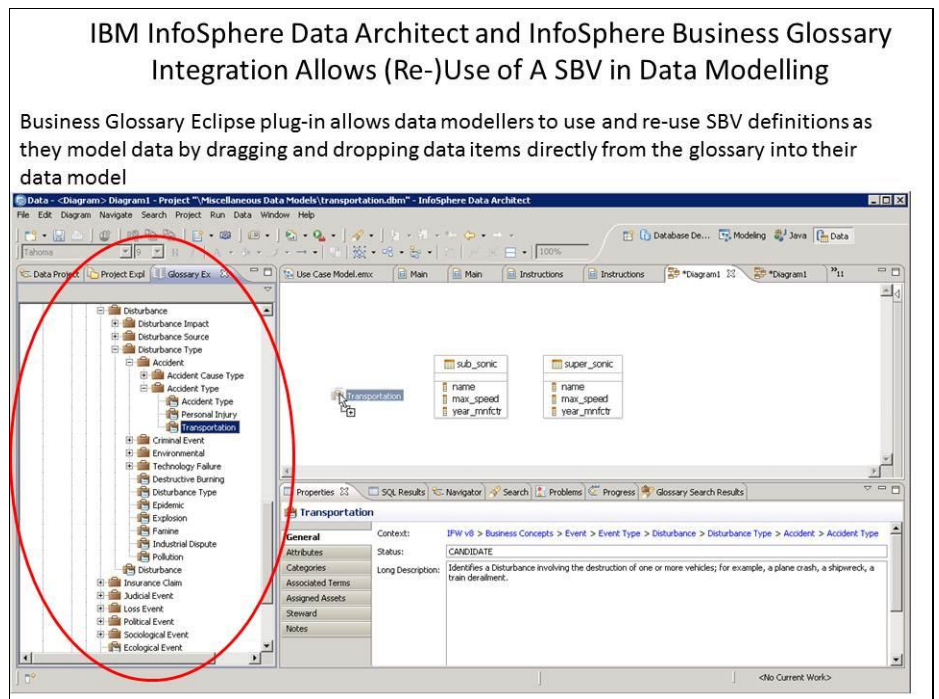 IBM InfoSphere Data Architect and InfoSphere Business Glossary
Integration Allows (Re-)Use of A SBV in Data Modelling
Business Glossary Eclipse plug-in allows data modellers to use and re-use SBV definitions as
they model data by dragging and dropping data items directly from the glossary into their
data model
Data - <Diagram> Diagram1 - Project "\Miscellaneous Data Models\transportation.dbm" - InfoSphere Data Architect
File Edit Diagram Navigate Search Project Run Data Window Help
Database De... Modeling Java Data
Tahoma 9 100%
Data Project Project Expl Glossary Ex
Use Case Model.emx Main Main Instructions Instructions *Diagram1 *Diagram1 »11
Disturbance
Disturbance Impact
Disturbance Source
Disturbance Type
Accident
Accident Cause Type
Accident Type
Accident Type
Personal Injury
Transportation
Criminal Event
Environmental
Technology Failure
Destructive Burning
Disturbance Type
Epidemic
Explosion
Famine
Industrial Dispute
Pollution
Disturbance
Insurance Claim
Judicial Event
Loss Event
Political Event
Sociological Event
Ecological Event
Transportation
sub_sonic
name
max_speed
year_mnfctr
super_sonic
name
max_speed
year_mnfctr
Properties SQL Results Navigator Search Problems Progress Glossary Search Results
Transportation
General
Attributes
Categories
Associated Terms
Assigned Assets
Steward
Notes
Context: IFW v8 > Business Concepts > Event > Event Type > Disturbance > Disturbance Type > Accident > Accident Type
Status: CANDIDATE
Long Description: Identifies a Disturbance involving the destruction of one or more vehicles; for example, a plane crash, a shipwreck, a
train derailment.
<No Current Work>